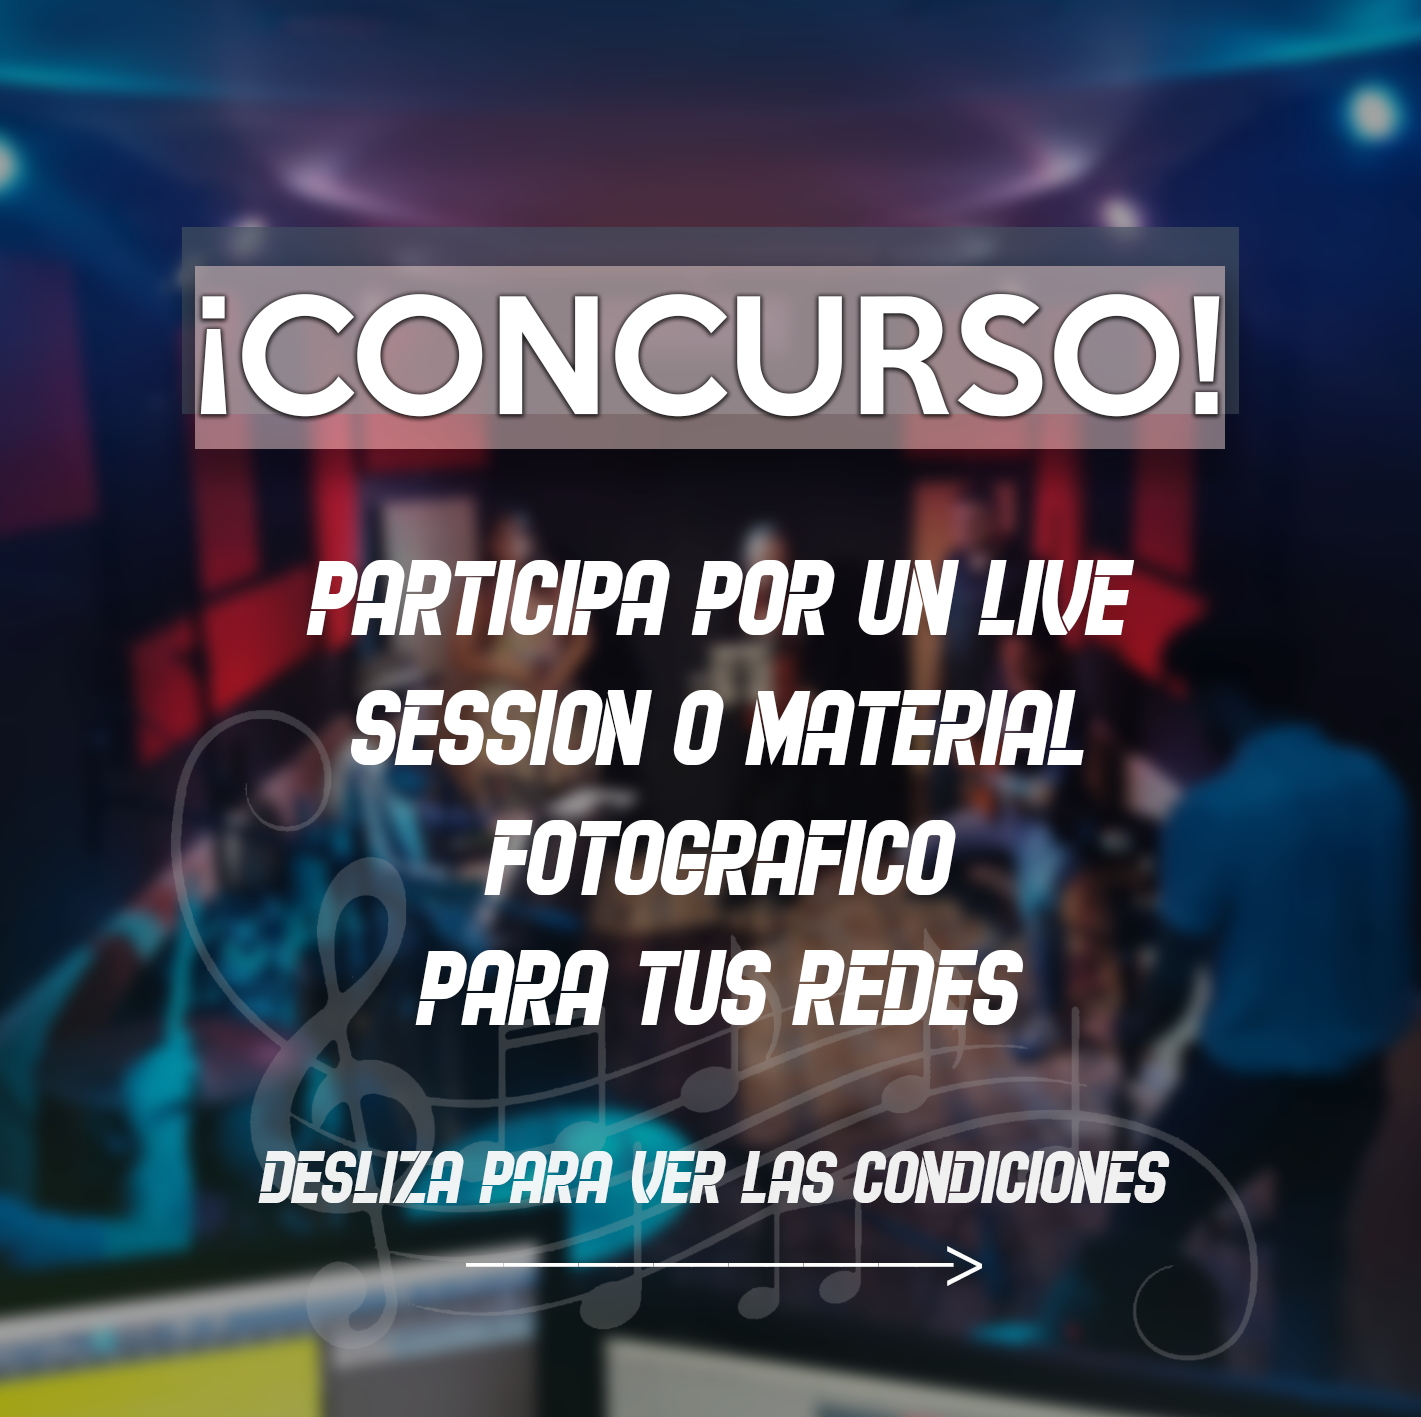 ¡CONCURSO!
PARTICIPA POR UN LIVE
SESSION O MATERIAL
FOTOGRAFICO
PARA TUS REDES
DESLIZA PARA VER LAS CONDICIONES